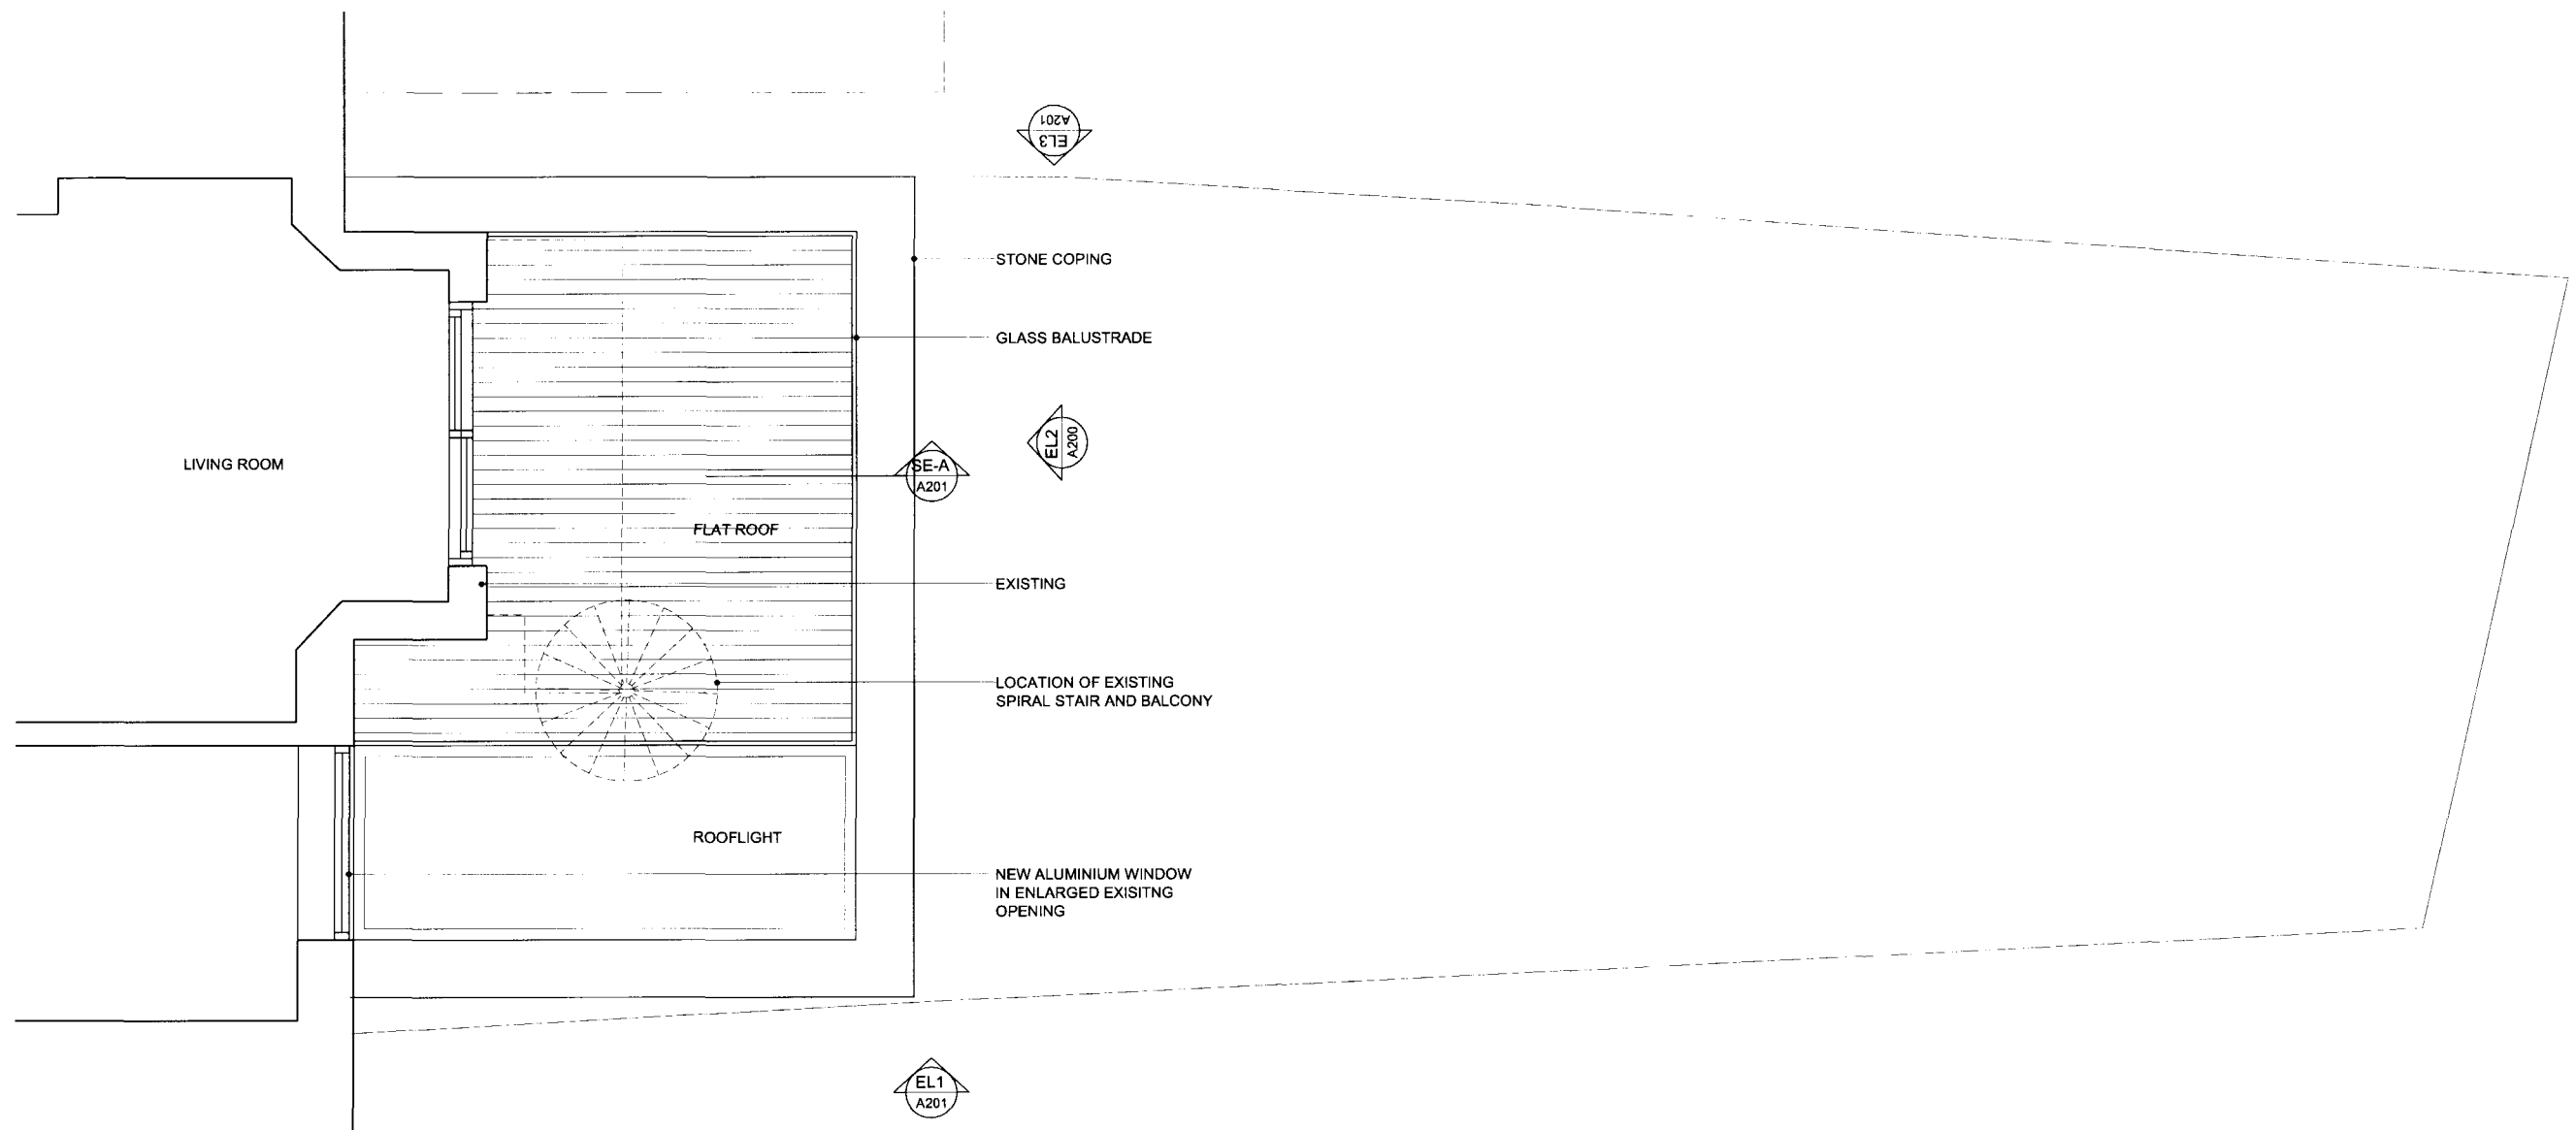 A201
EL3
STONE COPING
GLASS BALUSTRADE
EL2
A200
LIVING ROOM
SE-A
A201
FLAT ROOF
EXISTING
LOCATION OF EXISTING
SPIRAL STAIR AND BALCONY
ROOFLIGHT
NEW ALUMINIUM WINDOW
IN ENLARGED EXISITNG
OPENING
EL1
A201